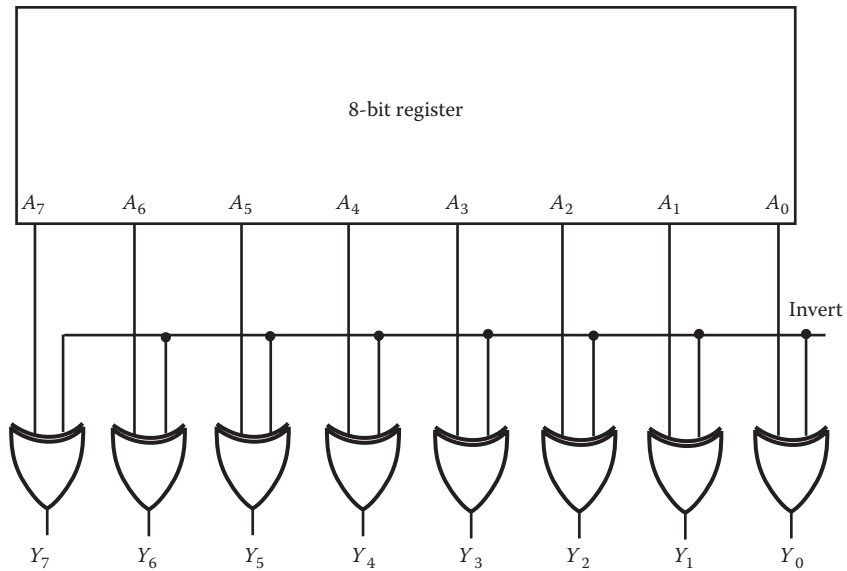 8-bit register
A₇ A₆ A₅ A₄ A₃ A₂ A₁ A₀
Invert
Y₇ Y₆ Y₅ Y₄ Y₃ Y₂ Y₁ Y₀